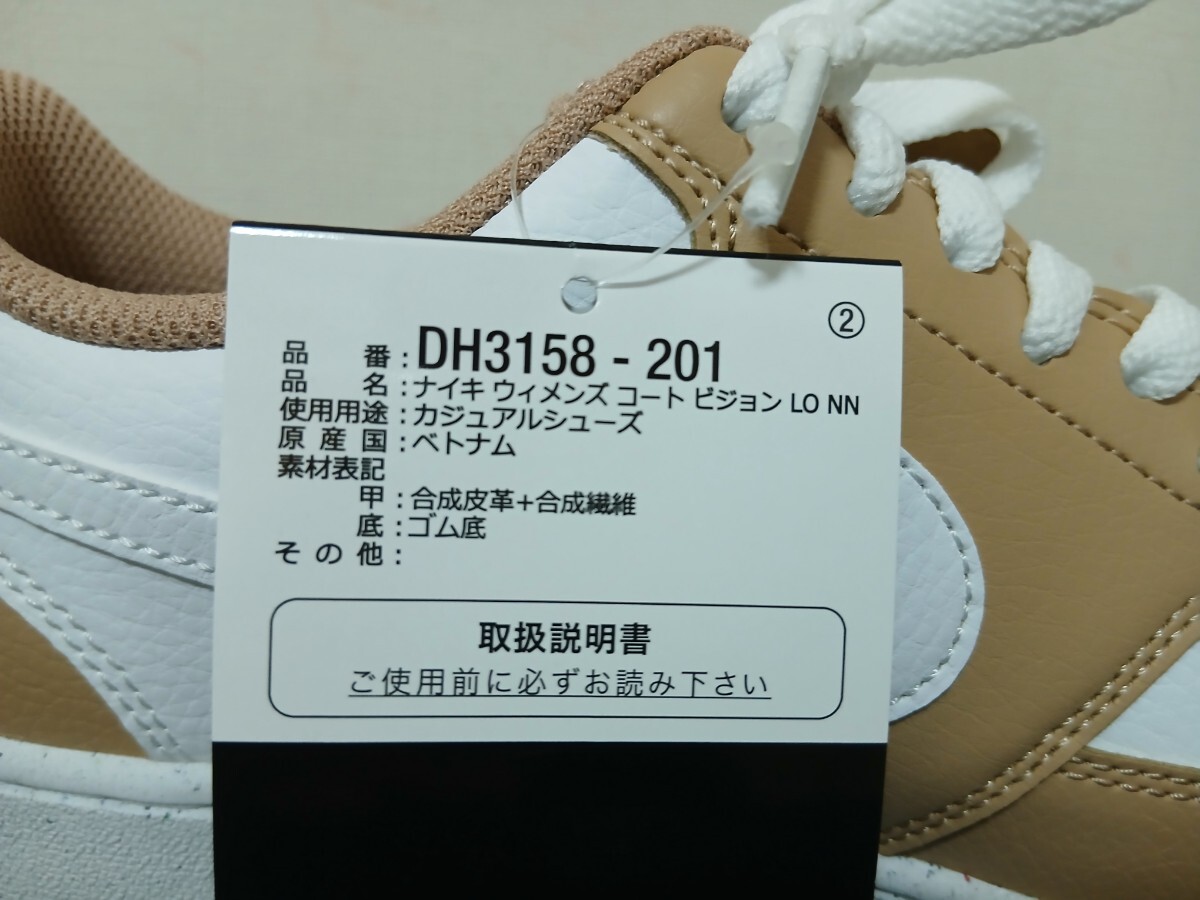 ②
品 番：DH3158 - 201
品 名：ナイキ ウィメンズ コート ビジョン LO NN
使用用途：カジュアルシューズ
原 産 国：ベトナム
素材表記
甲：合成皮革+合成繊維
底：ゴム底
そ の 他：
取扱説明書
ご使用前に必ずお読み下さい